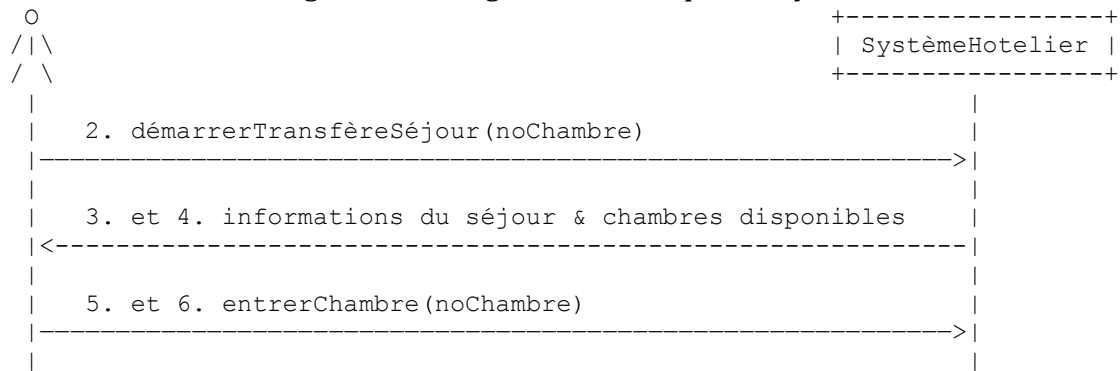 SystèmeHotelier
2. démarrerTransfèreSéjour(noChambre)
3. et 4. informations du séjour & chambres disponibles
5. et 6. entrerChambre(noChambre)